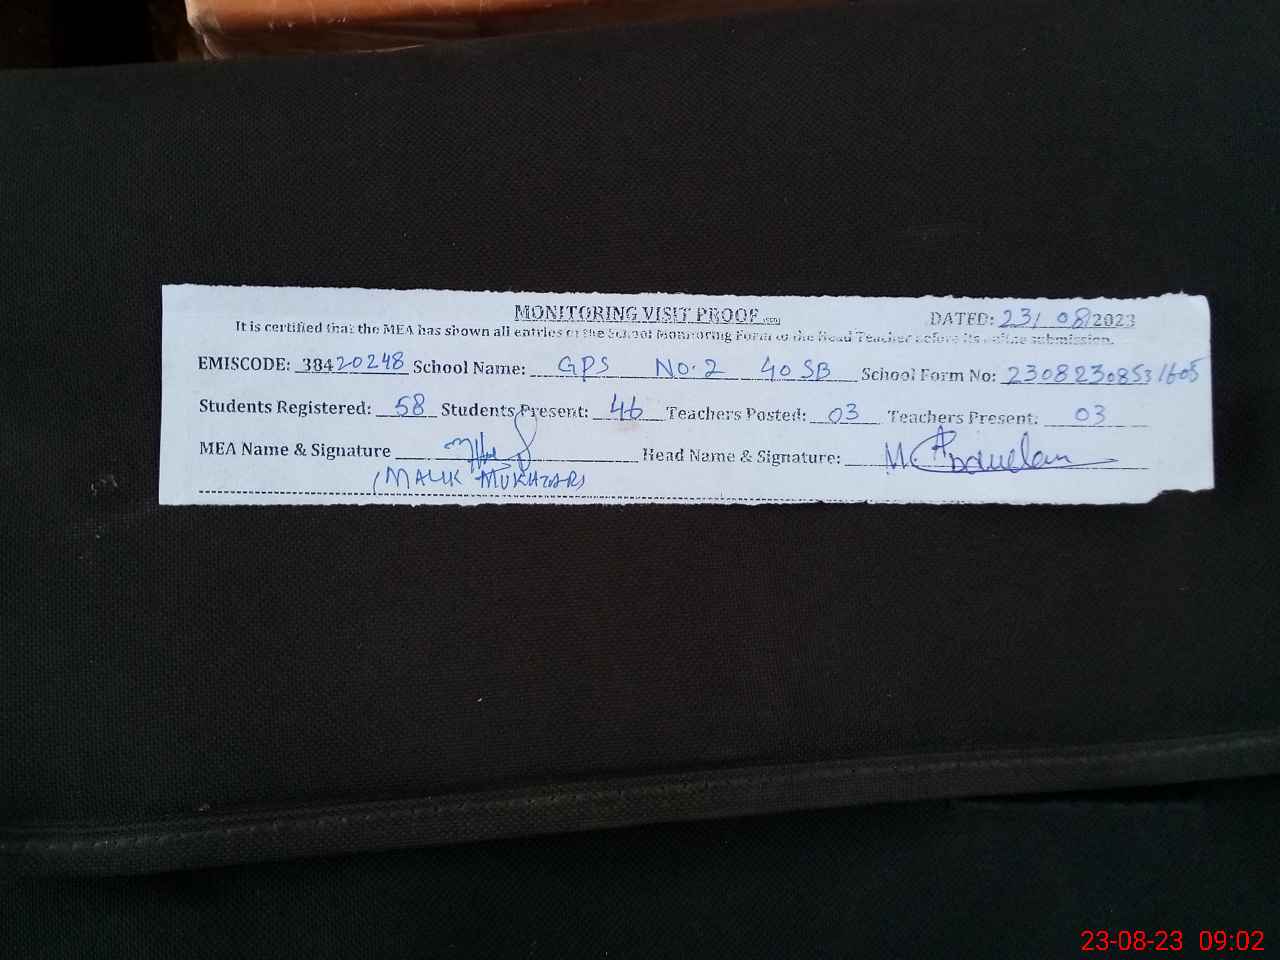 MONITORING VISIT PROOF DATED: 23/ 08/2023
It is certified that the MEA has shown all entries of the School Monitoring Form to the Head Teacher before its online submission.
EMISCODE: 38420248 School Name: GPS No.2 40 SB School Form No: 23082308531605
Students Registered: 58 Students Present: 46 Teachers Posted: 03 Teachers Present: 03
MEA Name & Signature Head Name & Signature:
(MALIK MUKHTAR)
23-08-23 09:02